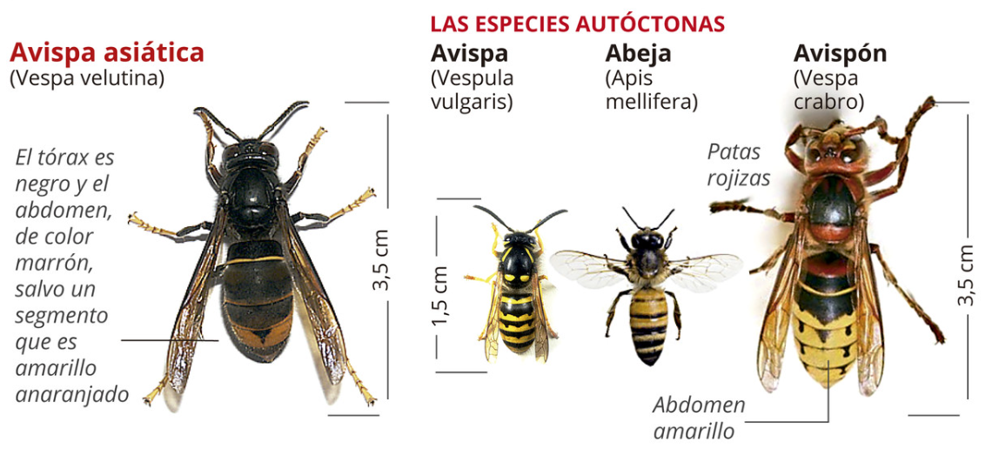 Avispa asiática
(Vespa velutina)
El tórax es
negro y el
abdomen,
de color
marrón,
salvo un
segmento
que es
amarillo
anaranjado
3,5 cm
LAS ESPECIES AUTÓCTONAS
Avispa
(Vespula
vulgaris)
1,5 cm
Abeja
(Apis
mellifera)
Avispón
(Vespa
crabro)
Patas
rojizas
3,5 cm
Abdomen
amarillo